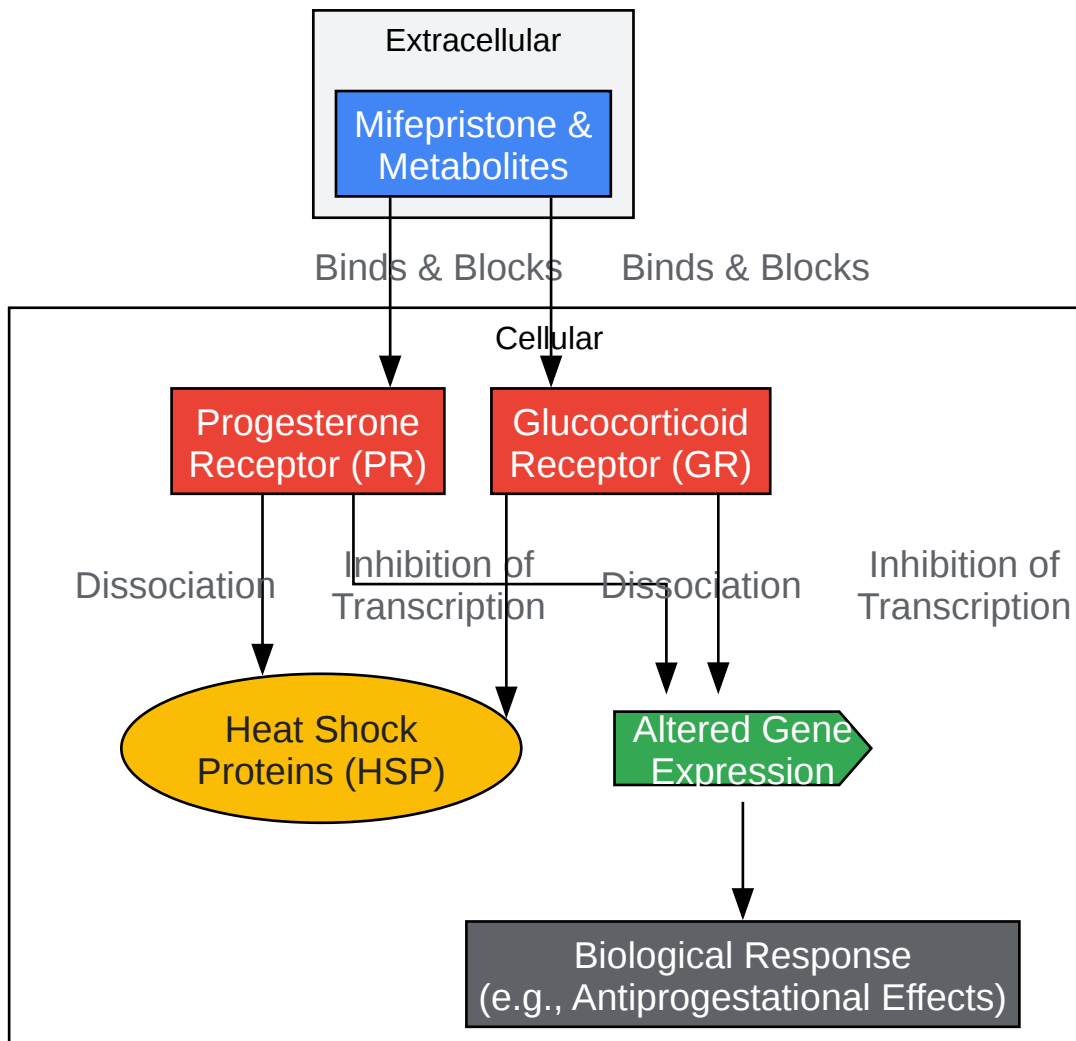 Extracellular
Mifepristone &
Metabolites
Binds & Blocks
Binds & Blocks
Cellular
Progesterone
Receptor (PR)
Glucocorticoid
Receptor (GR)
Dissociation
Inhibition of
Transcription
Dissociation
Inhibition of
Transcription
Heat Shock
Proteins (HSP)
Altered Gene
Expression
Biological Response
(e.g., Antiprogestational Effects)